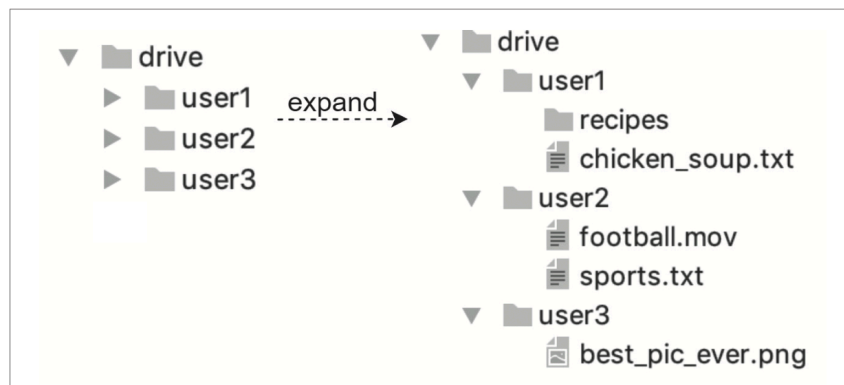 drive
user1
user2
user3
expand
drive
user1
recipes
chicken_soup.txt
user2
football.mov
sports.txt
user3
best_pic_ever.png